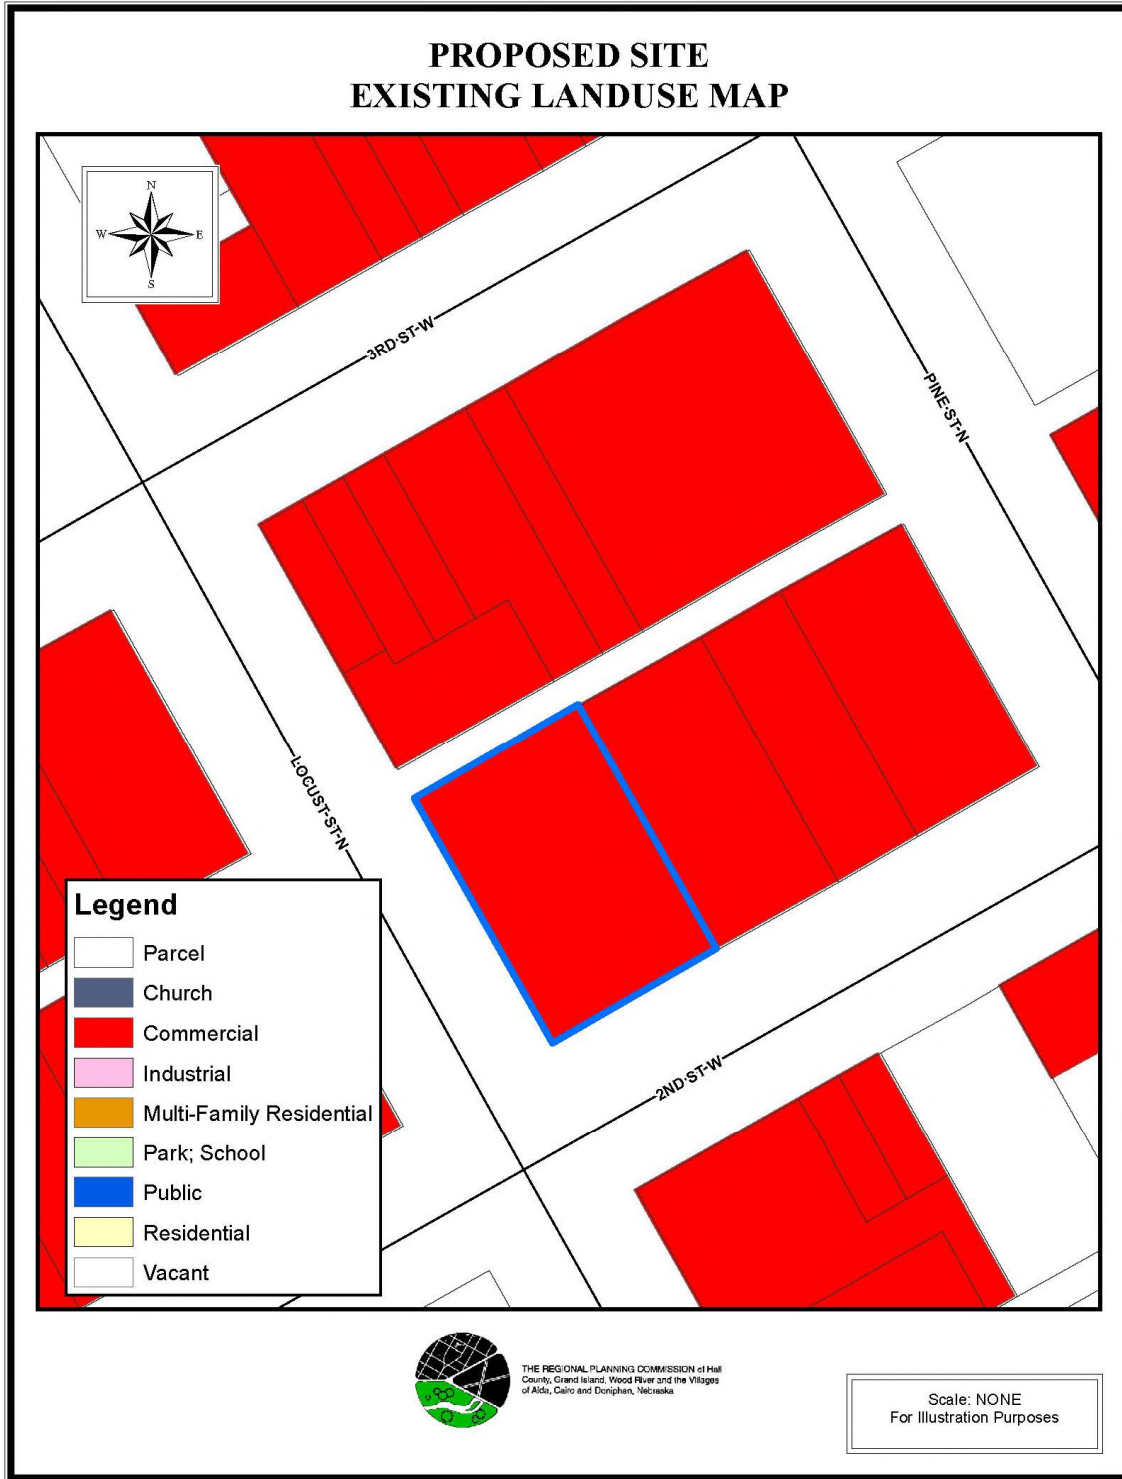 PROPOSED SITE
EXISTING LANDUSE MAP
N
W E
S
3RD-ST-W
PINE-ST-N
LOCUST-ST-N
2ND-ST-W
Legend
Parcel
Church
Commercial
Industrial
Multi-Family Residential
Park; School
Public
Residential
Vacant
THE REGIONAL PLANNING COMMISSION of Hall
County, Grand Island, Wood River and the Villages
of Alda, Cairo and Doniphan, Nebraska
Scale: NONE
For Illustration Purposes